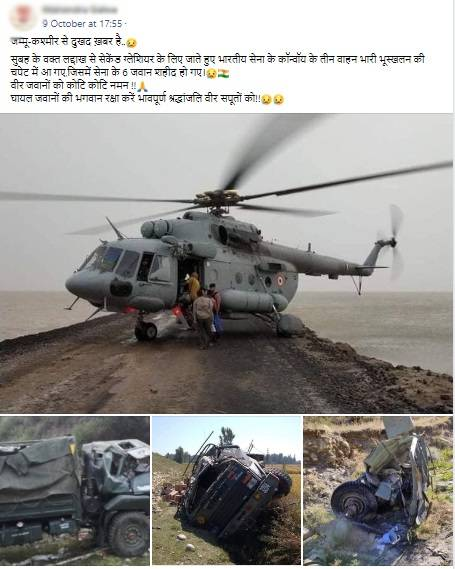 9 October at 17:55 ·
जम्मू-कश्मीर से दुखद ख़बर है..😢
सुबह के वक्त लद्दाख से सेकेंड ग्लेशियर के लिए जाते हुए भारतीय सेना के कॉन्वॉय के तीन वाहन भारी भूस्खलन की
चपेट में आ गए,जिसमें सेना के 6 जवान शहीद हो गए।😢🇮🇳
वीर जवानों को कोटि कोटि नमन !!🙏
घायल जवानों की भगवान रक्षा करें भावपूर्ण श्रद्धांजलि वीर सपूतों को!!😢😢